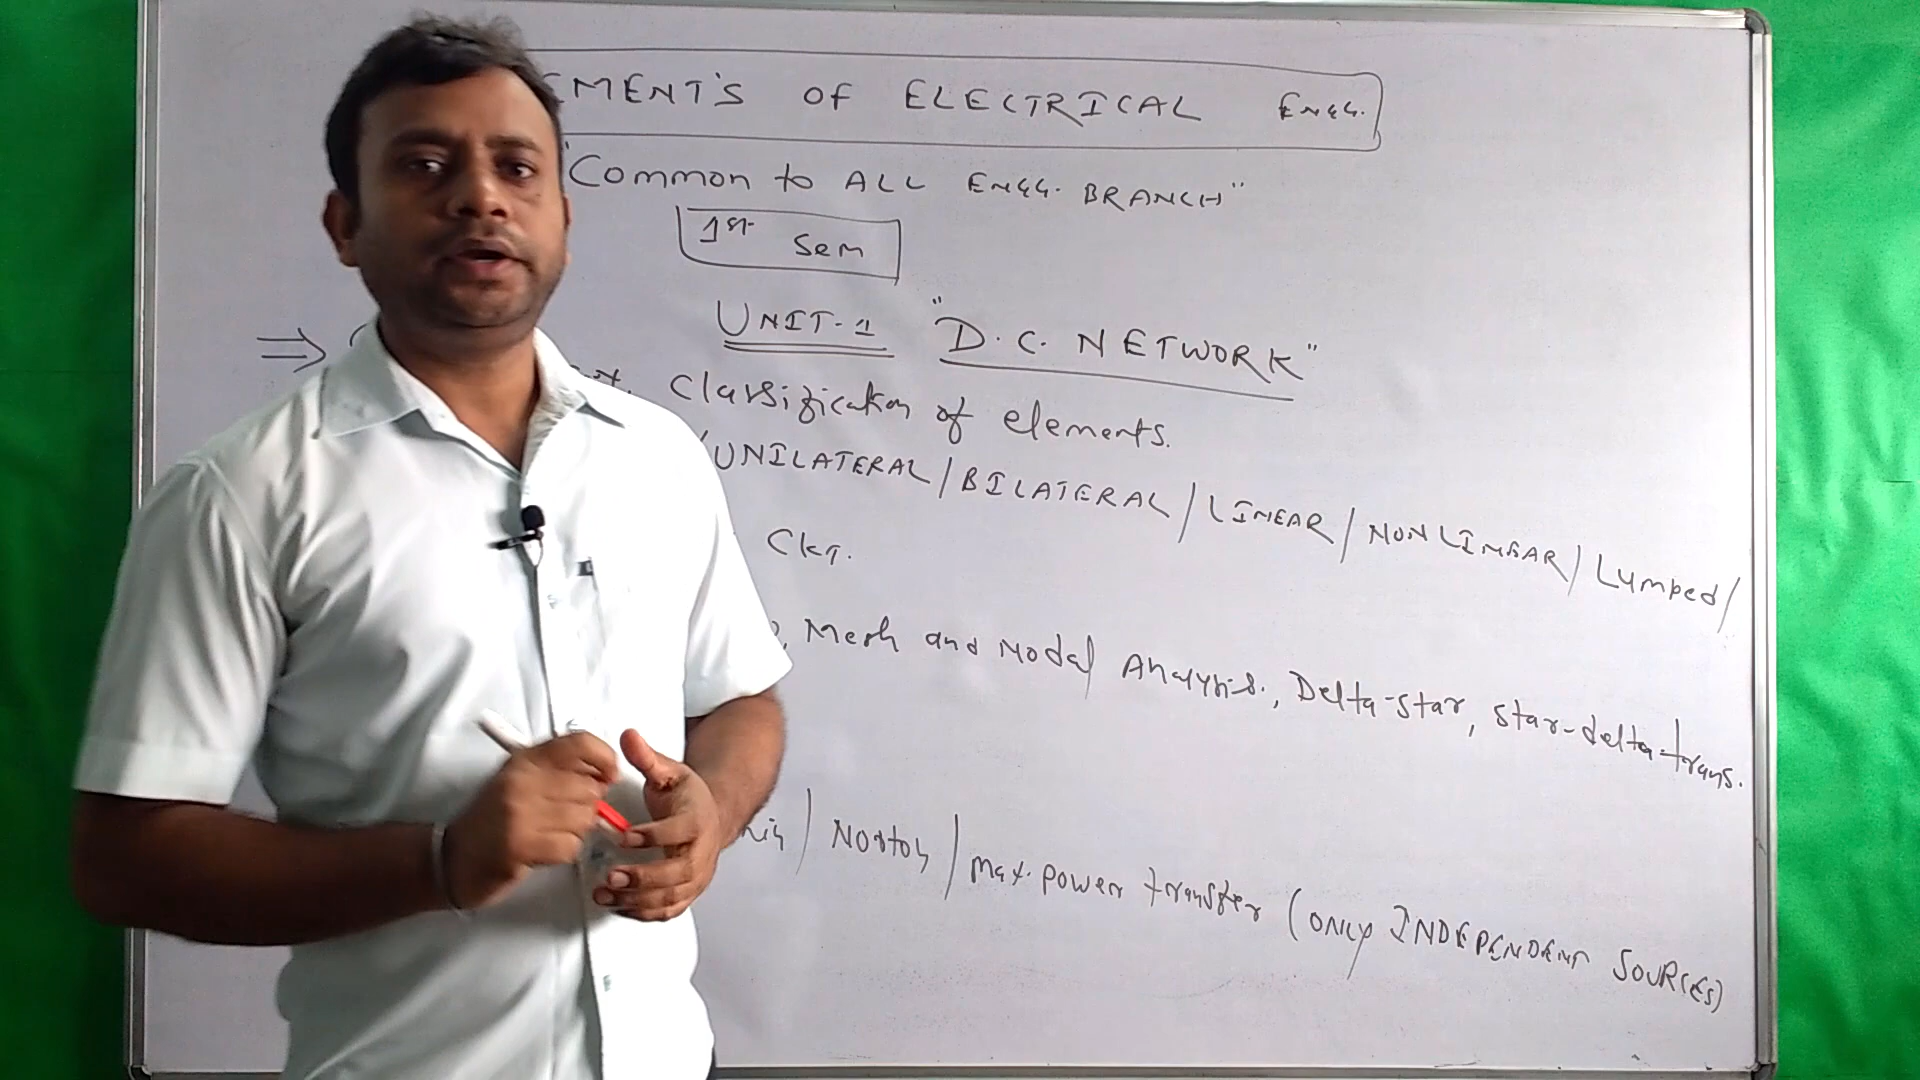 EMENT'S OF ELECTRICAL ENGG.
"COMMON to ALL ENGG. BRANCH"
1st Sem
UNIT-1 "D.C. NETWORK"
Classification of elements.
/UNILATERAL/BILATERAL/LINEAR/NONLINEAR/Lumped/
CKT.
, Mesh and Nodal Analysis., Delta-star, star-delta-trans.
/Norton/max. power transfer (ONLY INDEPENDENT SOURCES)